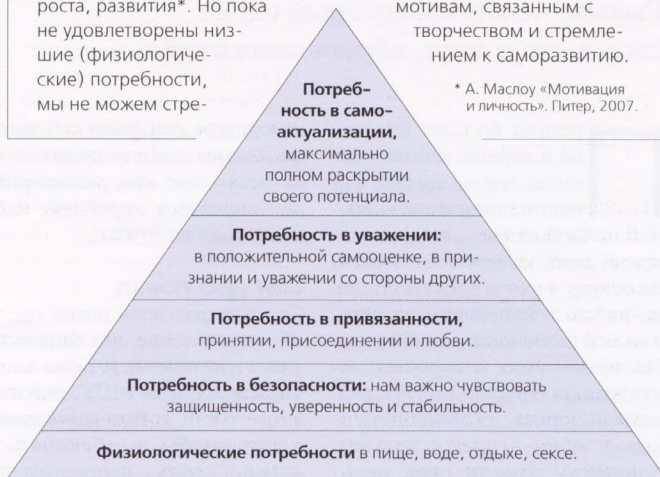 роста, развития*. Но пока
не удовлетворены низ-
шие (физиологиче-
ские) потребности,
мы не можем стре-
мотивам, связанным с
творчеством и стремле-
нием к саморазвитию.
* А. Маслоу «Мотивация
и личность». Питер, 2007.
Потреб-
ность в само-
актуализации,
максимально
полном раскрытии
своего потенциала.
Потребность в уважении:
в положительной самооценке, в при-
знании и уважении со стороны других.
Потребность в привязанности,
принятии, присоединении и любви.
Потребность в безопасности: нам важно чувствовать
защищенность, уверенность и стабильность.
Физиологические потребности в пище, воде, отдыхе, сексе.